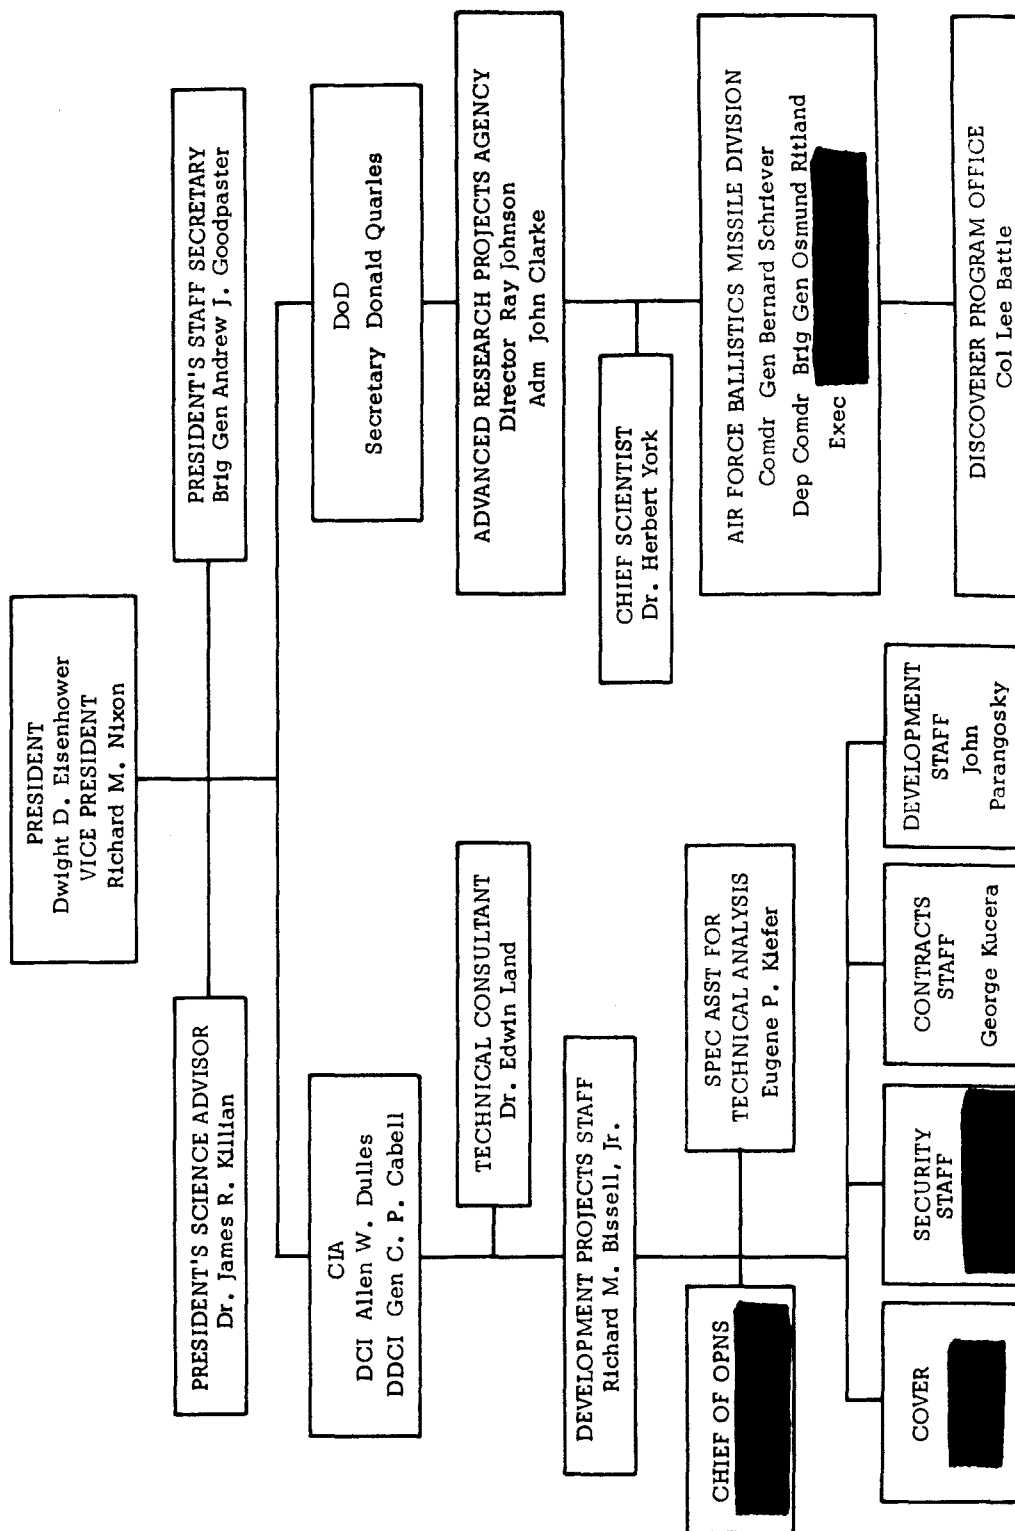 PRESIDENT
Dwight D. Eisenhower
VICE PRESIDENT
Richard M. Nixon
PRESIDENT'S SCIENCE ADVISOR
Dr. James R. Killian
PRESIDENT'S STAFF SECRETARY
Brig Gen Andrew J. Goodpaster
CIA
DCI Allen W. Dulles
DDCI Gen C. P. Cabell
DoD
Secretary Donald Quarles
TECHNICAL CONSULTANT
Dr. Edwin Land
ADVANCED RESEARCH PROJECTS AGENCY
Director Ray Johnson
Adm John Clarke
DEVELOPMENT PROJECTS STAFF
Richard M. Bissell, Jr.
CHIEF SCIENTIST
Dr. Herbert York
CHIEF OF OPNS
SPEC ASST FOR
TECHNICAL ANALYSIS
Eugene P. Kiefer
AIR FORCE BALLISTICS MISSILE DIVISION
Comdr Gen Bernard Schriever
Dep Comdr Brig Gen Osmund Ritland
Exec
COVER
SECURITY
STAFF
CONTRACTS
STAFF
George Kucera
DEVELOPMENT
STAFF
John
Parangosky
DISCOVERER PROGRAM OFFICE
Col Lee Battle